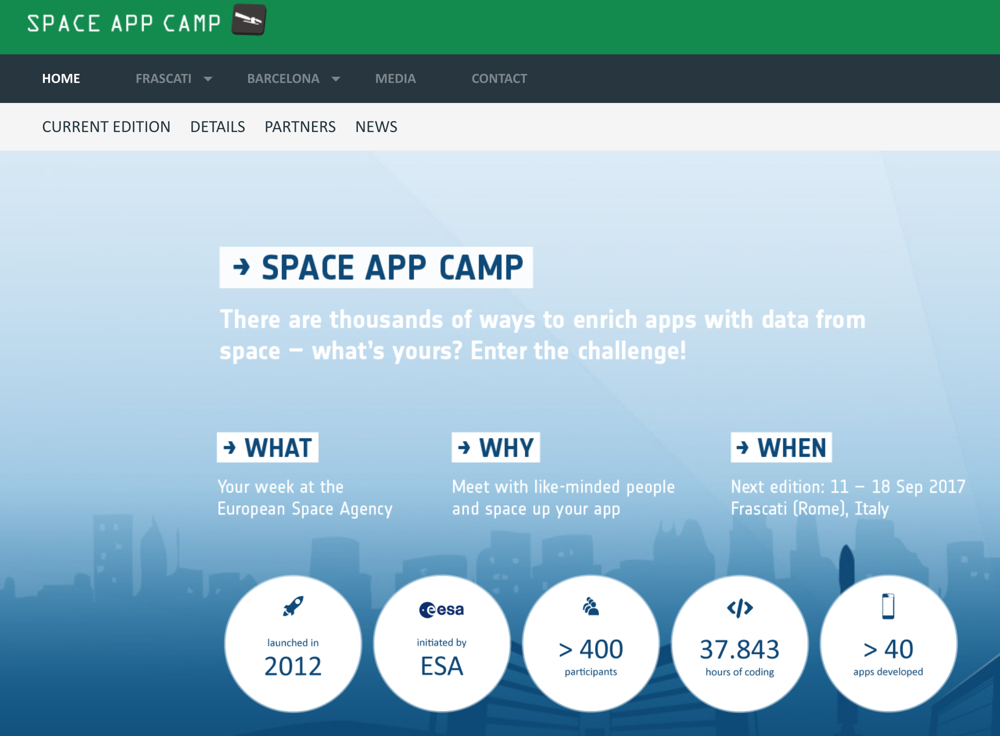 SPACE APP CAMP
HOME FRASCATI BARCELONA MEDIA CONTACT
CURRENT EDITION DETAILS PARTNERS NEWS
→ SPACE APP CAMP
There are thousands of ways to enrich apps with data from
space – what's yours? Enter the challenge!
→ WHAT
Your week at the
European Space Agency
→ WHY
Meet with like-minded people
and space up your app
→ WHEN
Next edition: 11 – 18 Sep 2017
Frascati (Rome), Italy
launched in
2012
esa
initiated by
ESA
> 400
participants
</>
37.843
hours of coding
> 40
apps developed